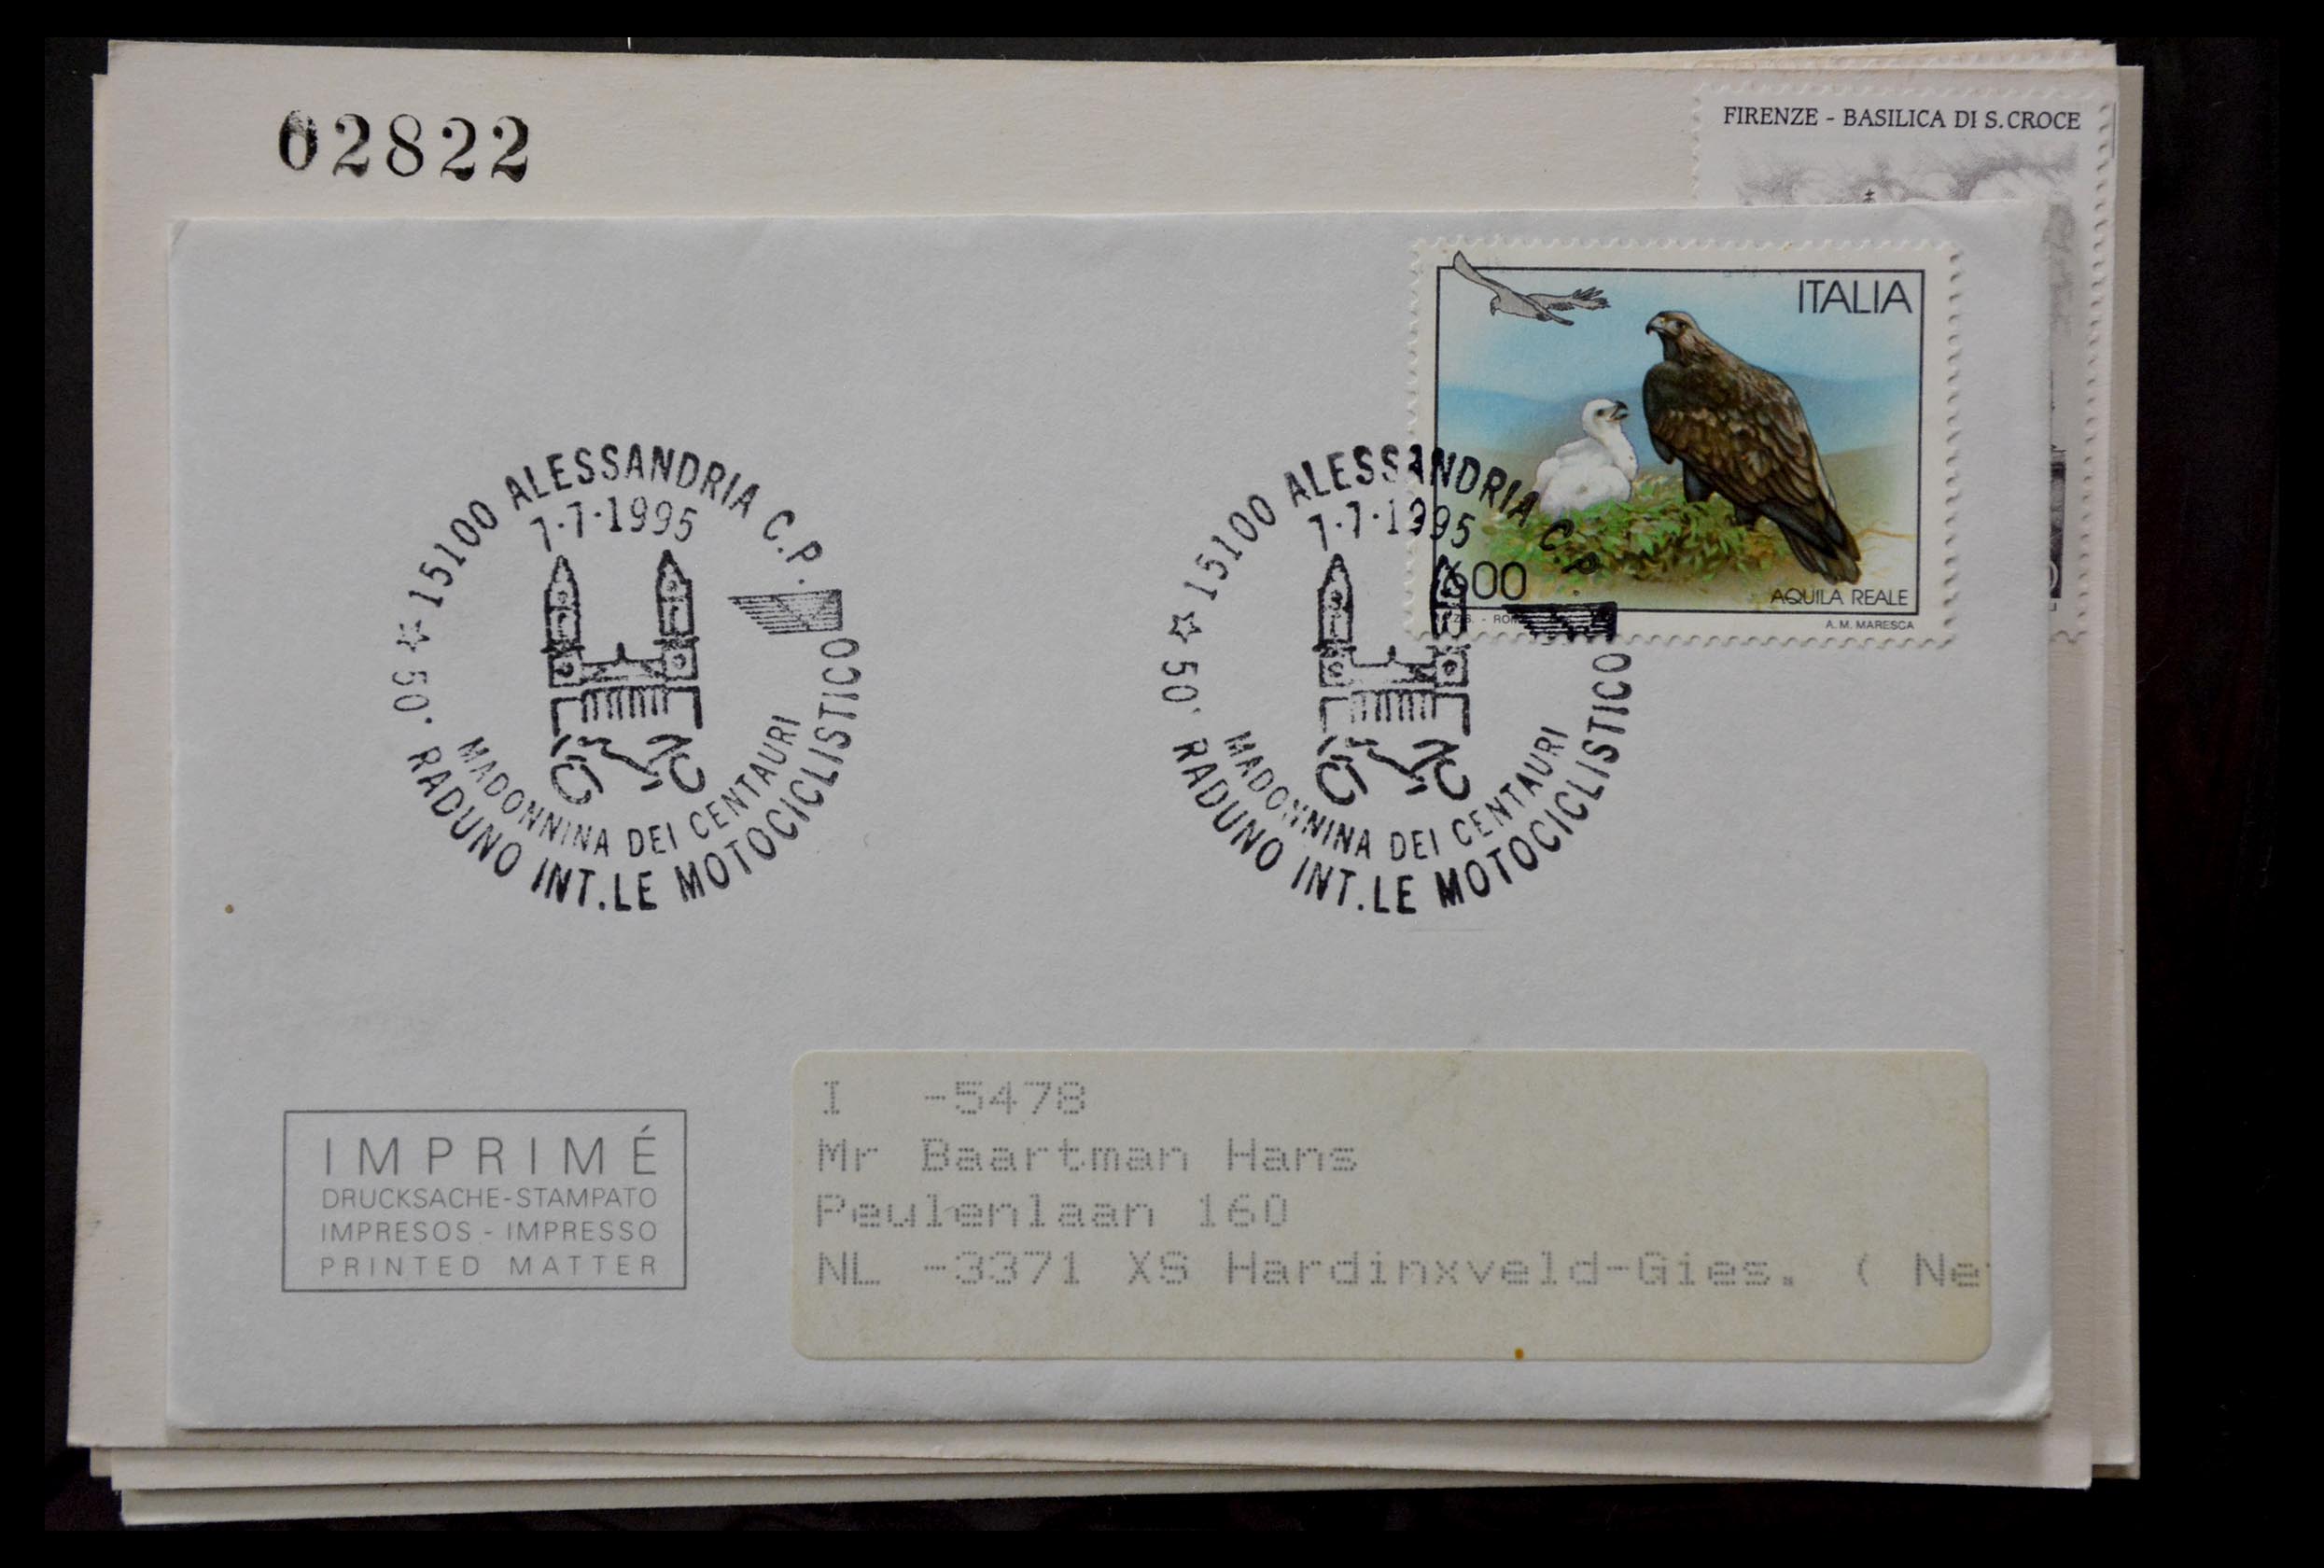 02822
FIRENZE - BASILICA DI S. CROCE
ITALIA
600
AQUILA REALE
A. M. MARESCA
☆ 15100 ALESSANDRIA C.P.
7·7·1995
MADONNINA DEI CENTAURI
50. RADUNO INT.LE MOTOCICLISTICO
☆ 15100 ALESSANDRIA C.P.
7·7·1995
MADONNINA DEI CENTAURI
50. RADUNO INT.LE MOTOCICLISTICO
IMPRIMÉ
DRUCKSACHE-STAMPATO
IMPRESOS - IMPRESSO
PRINTED MATTER
I -5478
Mr Baartman Hans
Peulenlaan 160
NL -3371 XS Hardinxveld-Gies. ( Ne